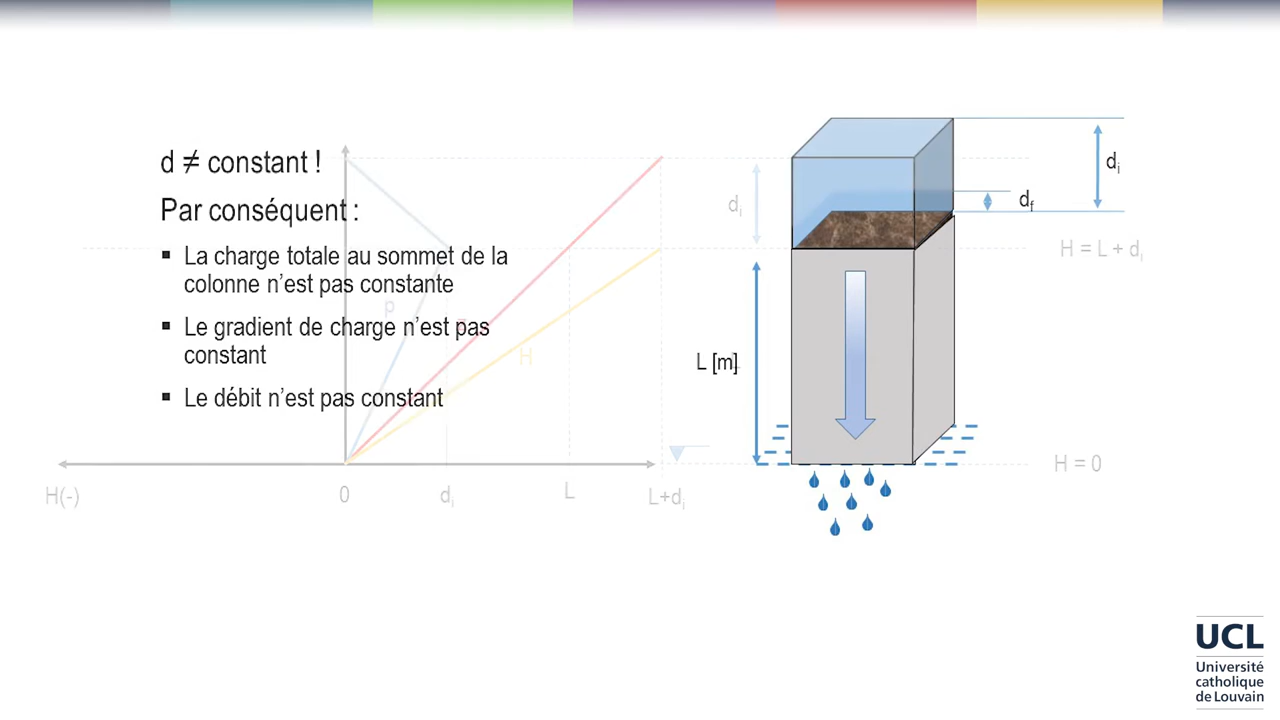 d ≠ constant !
Par conséquent :
▪ La charge totale au sommet de la
colonne n’est pas constante
▪ Le gradient de charge n’est pas
constant
▪ Le débit n’est pas constant
p
H
H(-)
0
di
L
L+di
di
L [m]
di
df
H = L + di
H = 0
UCL
Université
catholique
de Louvain